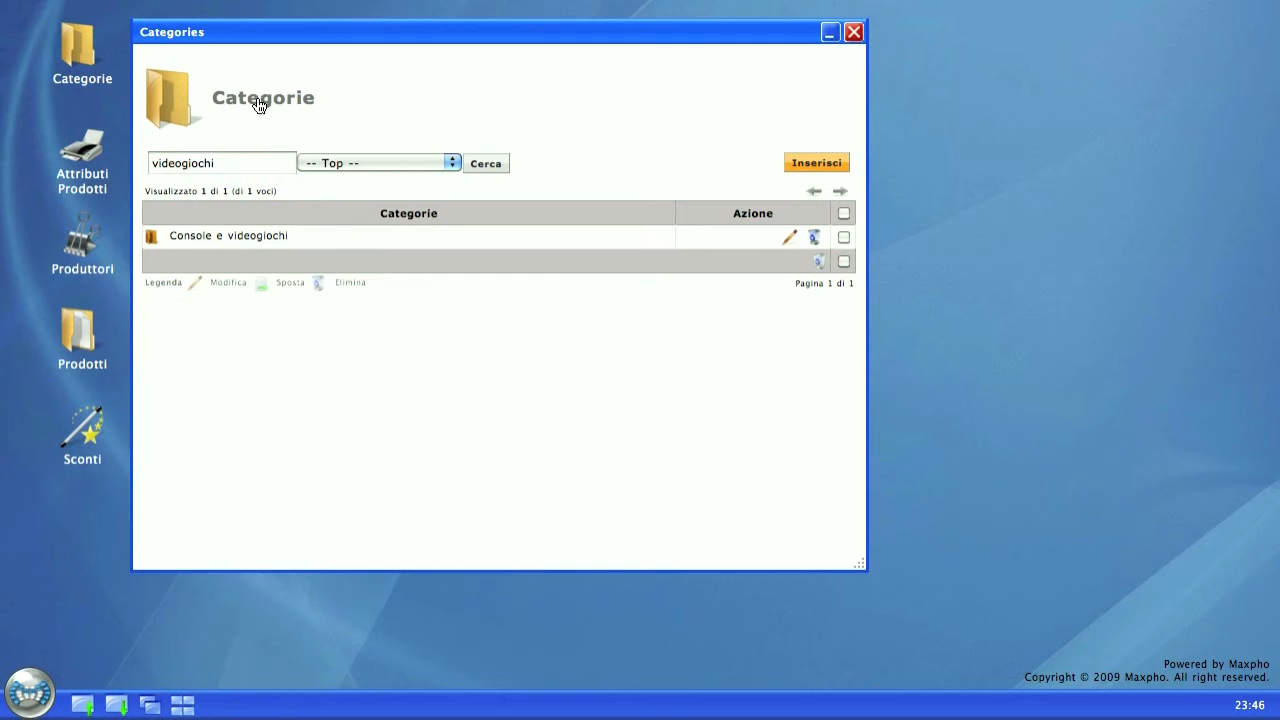 Categories
Categorie
Attributi
Prodotti
Produttori
Prodotti
Sconti
Categorie
videogiochi
-- Top --
Cerca
Inserisci
Visualizzato 1 di 1 (di 1 voci)
Categorie Azione
Console e videogiochi
Legenda Modifica Sposta Elimina
Pagina 1 di 1
Powered by Maxpho
Copyright © 2009 Maxpho. All right reserved.
23:46